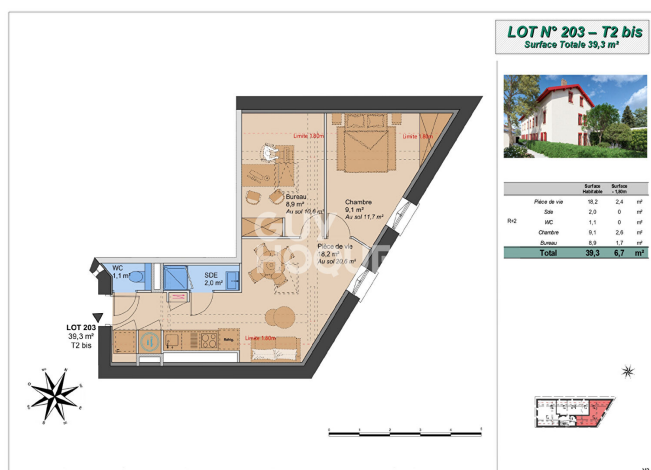 LOT N° 203 – T2 bis
Surface Totale 39,3 m²
Limite 1.80m
Limite 1.80m
Bureau
8,9 m²
Au sol 10,6 m²
Chambre
9,1 m²
Au sol 11,7 m²
GUY
HOQUET
Pièce de vie
18,2 m²
Au sol 20,6 m²
WC
1,1 m²
SDE
2,0 m²
LOT 203
39,3 m²
T2 bis
Limite 1.80m
Surface Habitable
Surface - 1,80m
R+2
Pièce de vie 18,2 2,4 m²
Sde 2,0 0 m²
WC 1,1 0 m²
Chambre 9,1 2,6 m²
Bureau 8,9 1,7 m²
Total 39,3 6,7 m²